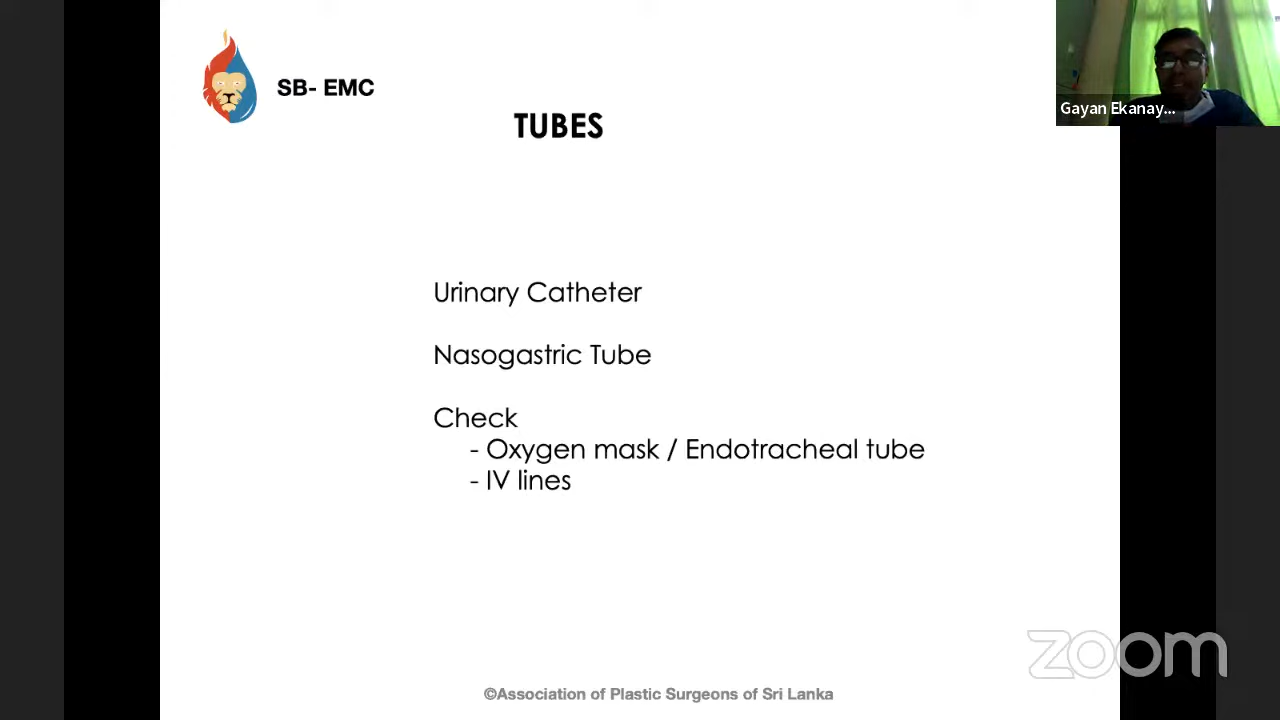 SB- EMC
TUBES
Gayan Ekanay...
Urinary Catheter
Nasogastric Tube
Check
- Oxygen mask / Endotracheal tube
- IV lines
zoom
©Association of Plastic Surgeons of Sri Lanka